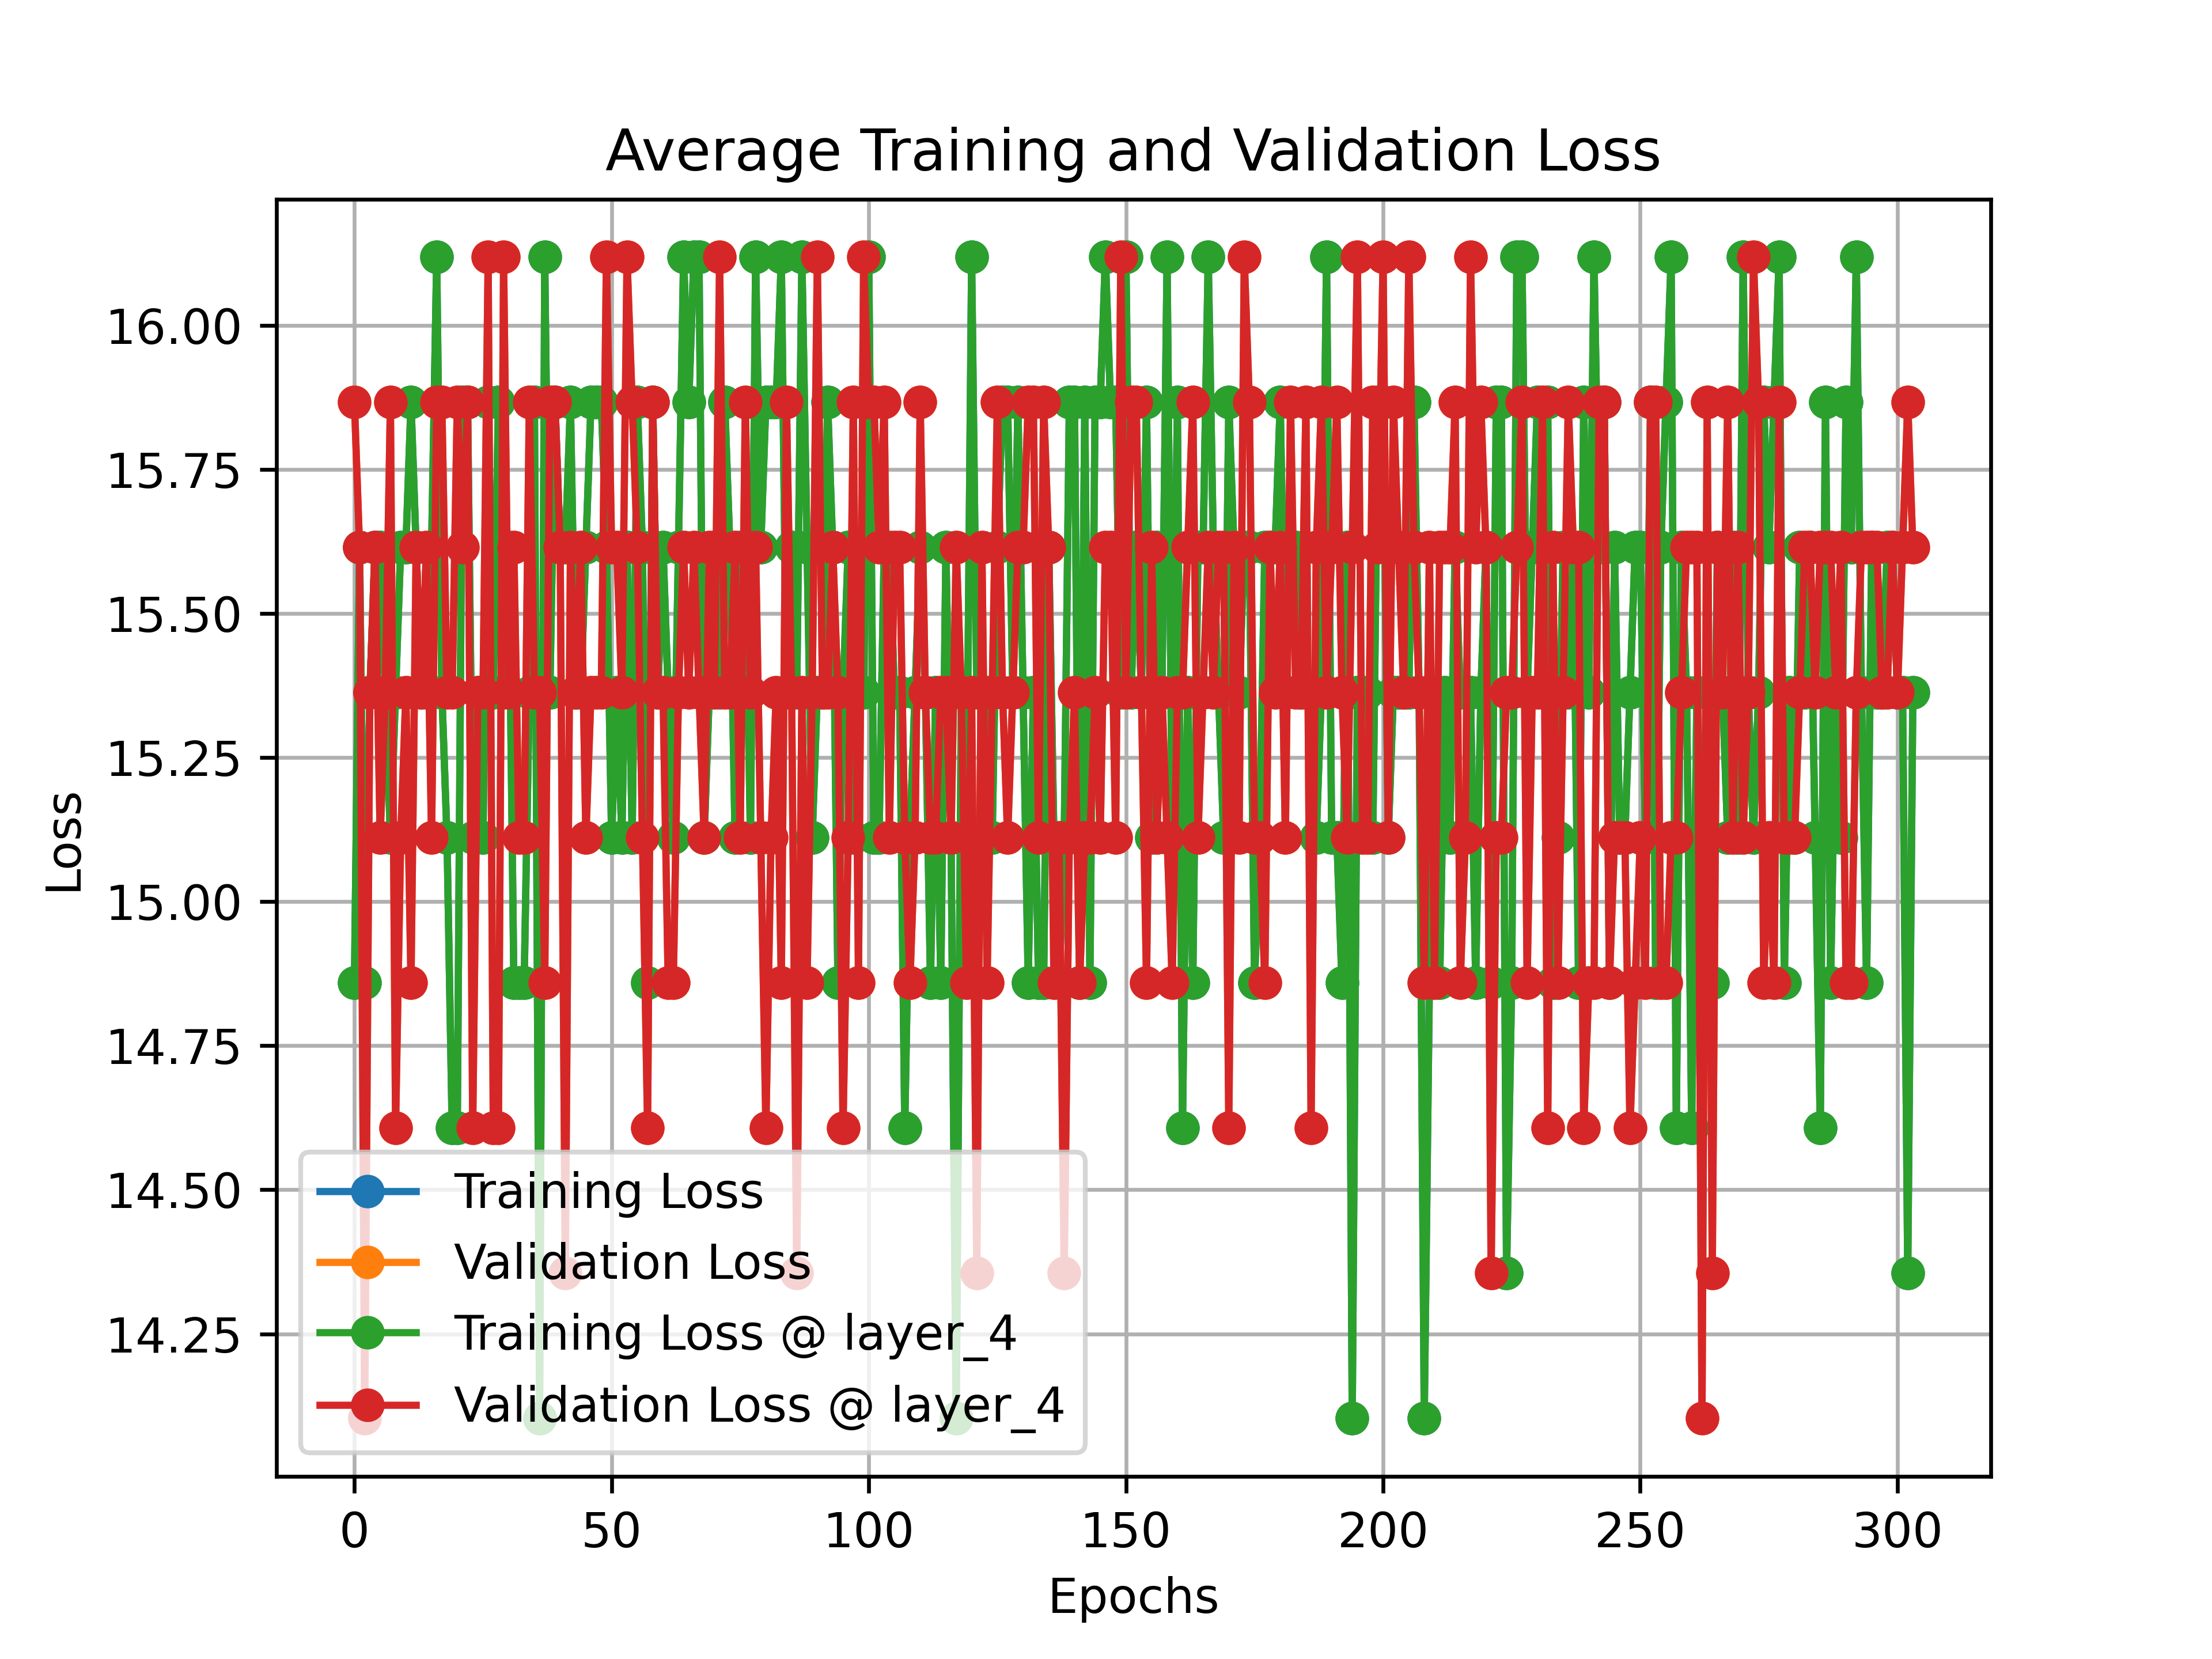 Average Training and Validation Loss
Loss
16.00
15.75
15.50
15.25
15.00
14.75
14.50
14.25
Training Loss
Validation Loss
Training Loss @ layer_4
Validation Loss @ layer_4
0 50 100 150 200 250 300
Epochs